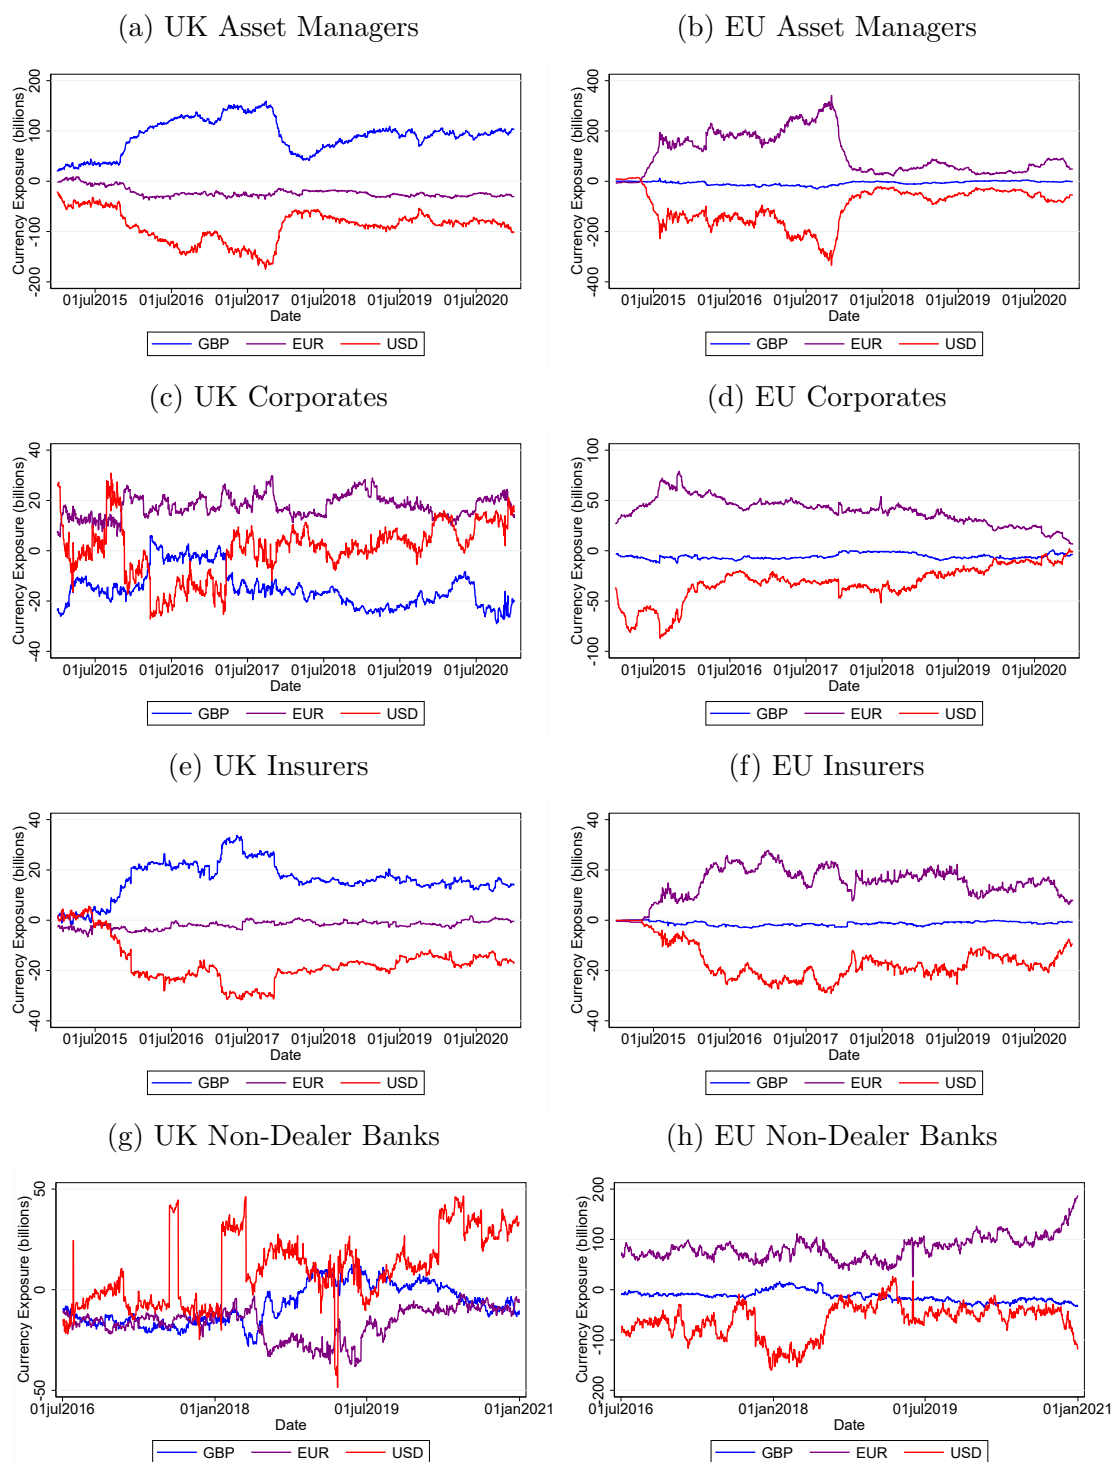 (a) UK Asset Managers
Currency Exposure (billions)
200
100
0
-100
-200
01jul2015 01jul2016 01jul2017 01jul2018 01jul2019 01jul2020
Date
GBP EUR USD
(b) EU Asset Managers
Currency Exposure (billions)
400
200
0
-200
-400
01jul2015 01jul2016 01jul2017 01jul2018 01jul2019 01jul2020
Date
GBP EUR USD
(c) UK Corporates
Currency Exposure (billions)
40
20
0
-20
-40
01jul2015 01jul2016 01jul2017 01jul2018 01jul2019 01jul2020
Date
GBP EUR USD
(d) EU Corporates
Currency Exposure (billions)
100
50
0
-50
-100
01jul2015 01jul2016 01jul2017 01jul2018 01jul2019 01jul2020
Date
GBP EUR USD
(e) UK Insurers
Currency Exposure (billions)
40
20
0
-20
-40
01jul2015 01jul2016 01jul2017 01jul2018 01jul2019 01jul2020
Date
GBP EUR USD
(f) EU Insurers
Currency Exposure (billions)
40
20
0
-20
-40
01jul2015 01jul2016 01jul2017 01jul2018 01jul2019 01jul2020
Date
GBP EUR USD
(g) UK Non-Dealer Banks
Currency Exposure (billions)
50
0
-50
01jul2016 01jan2018 01jul2019 01jan2021
Date
GBP EUR USD
(h) EU Non-Dealer Banks
Currency Exposure (billions)
200
100
0
-100
-200
01jul2016 01jan2018 01jul2019 01jan2021
Date
GBP EUR USD